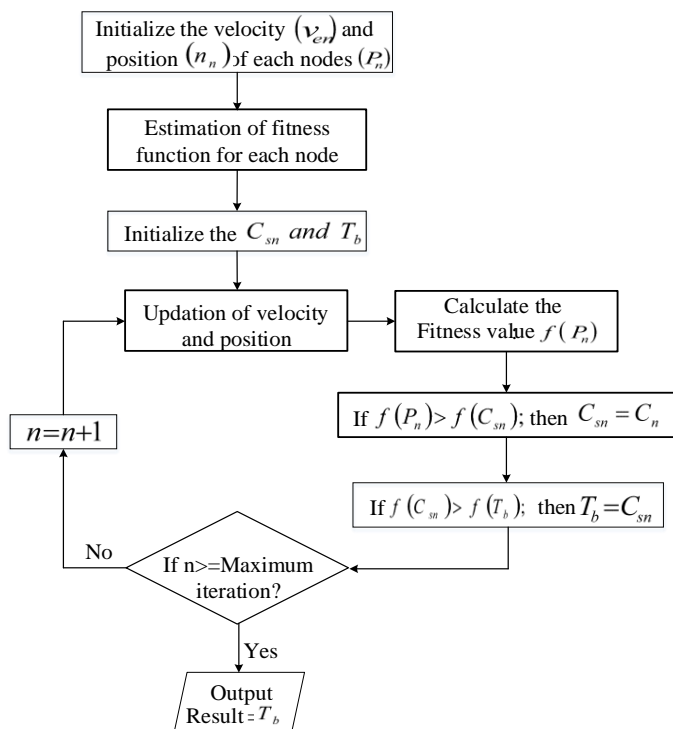 Initialize the velocity (v_en) and
position (n_n) of each nodes (P_n)
Estimation of fitness
function for each node
Initialize the C_sn and T_b
Updation of velocity
and position
Calculate the
Fitness value f(P_n)
If f(P_n)> f(C_sn); then C_sn=C_n
If f(C_sn)> f(T_b); then T_b=C_sn
n=n+1
No
If n>=Maximum
iteration?
Yes
Output
Result = T_b